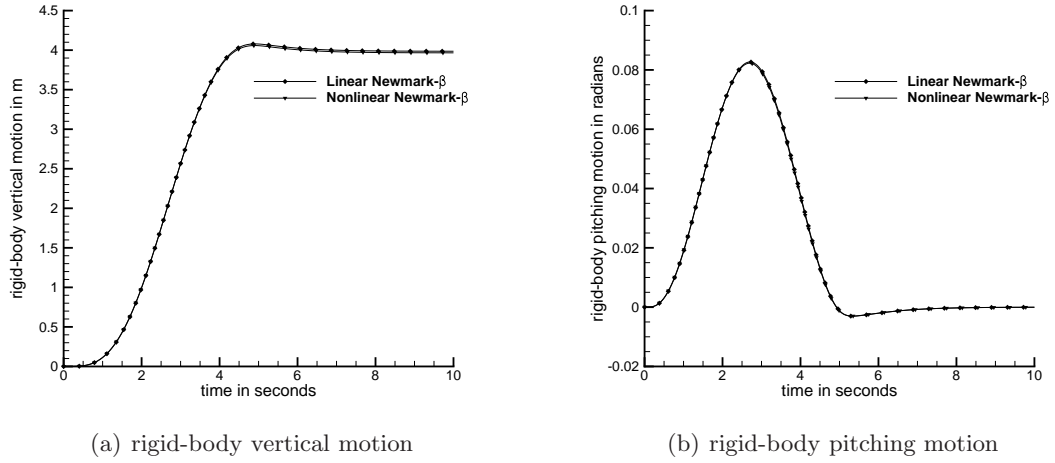 rigid-body vertical motion in m
4.5
4
3.5
3
2.5
2
1.5
1
0.5
0
0 2 4 6 8 10
time in seconds
Linear Newmark-β
Nonlinear Newmark-β
(a) rigid-body vertical motion
rigid-body pitching motion in radians
0.1
0.08
0.06
0.04
0.02
0
-0.02
0 2 4 6 8 10
time in seconds
Linear Newmark-β
Nonlinear Newmark-β
(b) rigid-body pitching motion